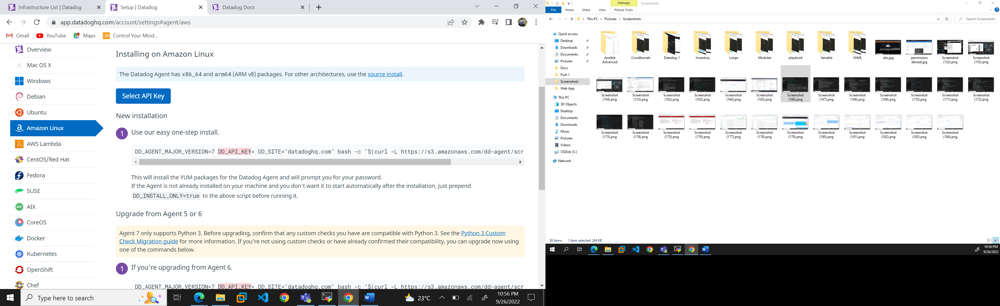 Infrastructure List | Datadog
Setup | Datadog
Datadog Docs
app.datadoghq.com/account/settings#agent/aws
Gmail
YouTube
Maps
Control Your Mind...
Overview
Mac OS X
Windows
Debian
Ubuntu
Amazon Linux
AWS Lambda
CentOS/Red Hat
Fedora
SUSE
AIX
AIX
CoreOS
Docker
Kubernetes
OpenShift
Chef
Installing on Amazon Linux
The Datadog Agent has x86_64 and arm64 (ARM v8) packages. For other architectures, use the source install.
Select API Key
New installation
1 Use our easy one-step install.
DD_AGENT_MAJOR_VERSION=7 DD_API_KEY= DD_SITE="datadoghq.com" bash -c "$(curl -L https://s3.amazonaws.com/dd-agent/scr
This will install the YUM packages for the Datadog Agent and will prompt you for your password.
If the Agent is not already installed on your machine and you don't want it to start automatically after the installation, just prepend
DD_INSTALL_ONLY=true to the above script before running it.
Upgrade from Agent 5 or 6
Agent 7 only supports Python 3. Before upgrading, confirm that any custom checks you have are compatible with Python 3. See the Python 3 Custom
Check Migration guide for more information. If you're not using custom checks or have already confirmed their compatibility, you can upgrade now using
one of the commands below.
1 If you're upgrading from Agent 6.
DD_AGENT_MAJOR_VERSION=7 DD_API_KEY= DD_SITE="datadoghq.com" bash -c "$(curl -L https://s3.amazonaws.com/dd-agent/scr
Type here to search
23°C
10:56 PM
9/26/2022
Manage
Screenshots
File
Home
Share
View
Picture Tools
This PC
Pictures
Screenshots
Search Screenshots
Quick access
Desktop
Downloads
Documents
Pictures
Docs
Pod-1
Screenshots
Web App
This PC
3D Objects
Desktop
Documents
Downloads
Music
Pictures
Videos
OSDisk (C:)
Network
Ansible
Advanced
Conditionals
Datadog-1
Inventory
Loops
Modules
playbook
Variable
YAML
eks.jpg
permission
denied.jpg
Screenshot
(152).png
Screenshot
(153).png
Screenshot
(154).png
Screenshot
(155).png
Screenshot
(162).png
Screenshot
(163).png
Screenshot
(164).png
Screenshot
(165).png
Screenshot
(166).png
Screenshot
(167).png
Screenshot
(168).png
Screenshot
(169).png
Screenshot
(170).png
Screenshot
(171).png
Screenshot
(172).png
Screenshot
(173).png
Screenshot
(174).png
Screenshot
(175).png
Screenshot
(176).png
Screenshot
(177).png
Screenshot
(178).png
Screenshot
(179).png
Screenshot
(180).png
Screenshot
(181).png
Screenshot
(182).png
Screenshot
(183).png
Screenshot
(184).png
38 items
1 item selected 264 KB
10:56 PM
9/26/2022